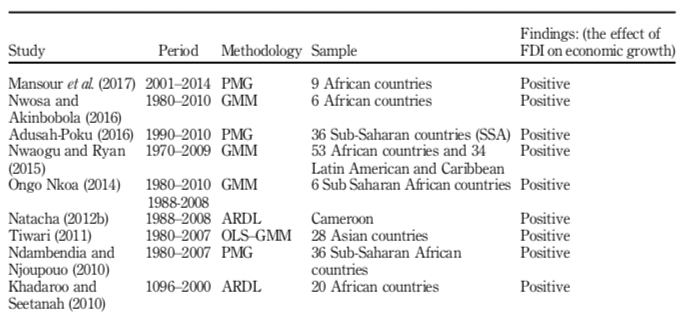 Findings: (the effect of
Study Period Methodology Sample FDI on economic growth)
Mansour et al. (2017) 2001–2014 PMG 9 African countries Positive
Nwosa and 1980–2010 GMM 6 African countries Positive
Akinbobola (2016)
Adusah-Poku (2016) 1990–2010 PMG 36 Sub-Saharan countries (SSA) Positive
Nwaogu and Ryan 1970–2009 GMM 53 African countries and 34 Positive
(2015) Latin American and Caribbean
Ongo Nkoa (2014) 1980–2010 GMM 6 Sub Saharan African countries Positive
1988-2008
Natacha (2012b) 1988–2008 ARDL Cameroon Positive
Tiwari (2011) 1980–2007 OLS–GMM 28 Asian countries Positive
Ndambendia and 1980–2007 PMG 36 Sub-Saharan African Positive
Njoupouo (2010) countries
Khadaroo and 1096–2000 ARDL 20 African countries Positive
Seetanah (2010)